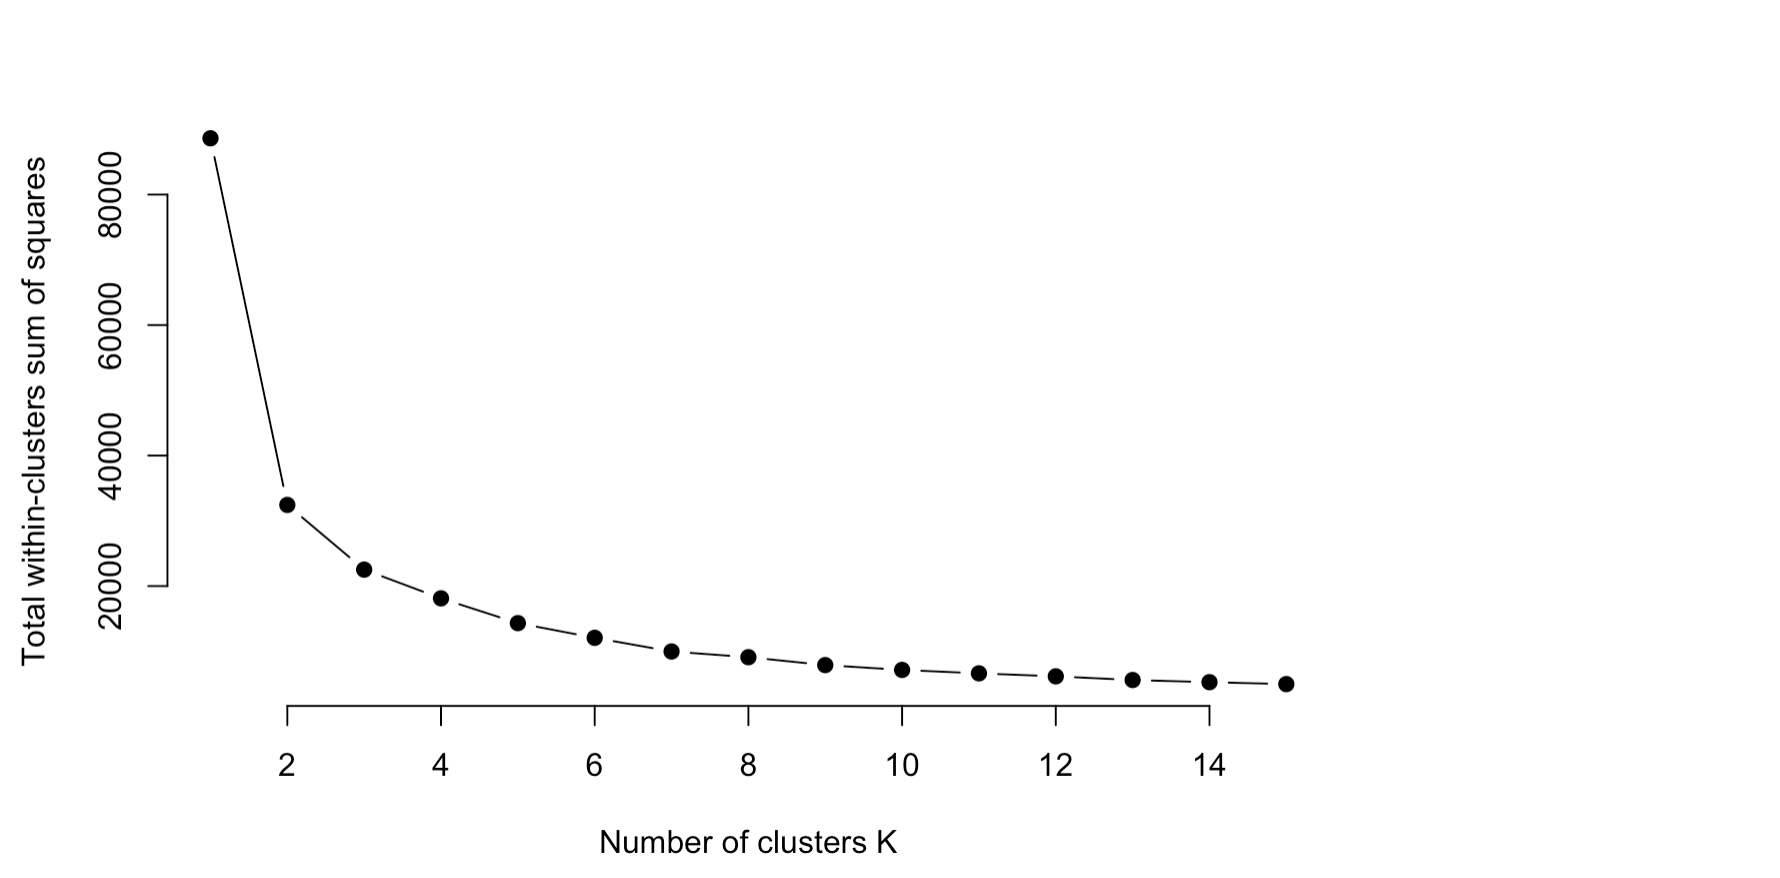 Total within-clusters sum of squares
80000
60000
40000
20000
2 4 6 8 10 12 14
Number of clusters K